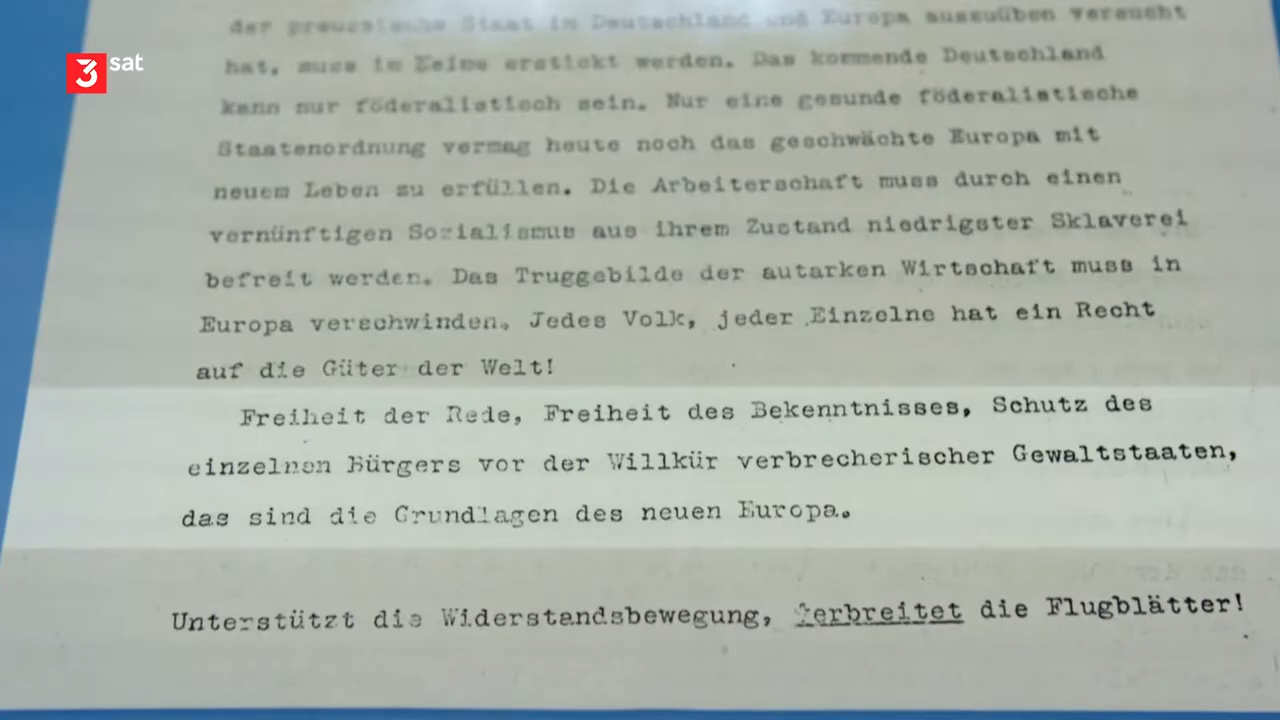 3sat
der preussische Staat in Deutschland und Europa auszuüben versucht
hat, muss im Keime erstickt werden. Das kommende Deutschland
kann nur föderalistisch sein. Nur eine gesunde föderalistische
Staatenordnung vermag heute noch das geschwächte Europa mit
neuem Leben zu erfüllen. Die Arbeiterschaft muss durch einen
vernünftigen Sozialismus aus ihrem Zustand niedrigster Sklaverei
befreit werden. Das Truggebilde der autarken Wirtschaft muss in
Europa verschwinden. Jedes Volk, jeder Einzelne hat ein Recht
auf die Güter der Welt!
Freiheit der Rede, Freiheit des Bekenntnisses, Schutz des
einzelnen Bürgers vor der Willkür verbrecherischer Gewaltstaaten,
das sind die Grundlagen des neuen Europa.
Unterstützt die Widerstandsbewegung, verbreitet die Flugblätter!